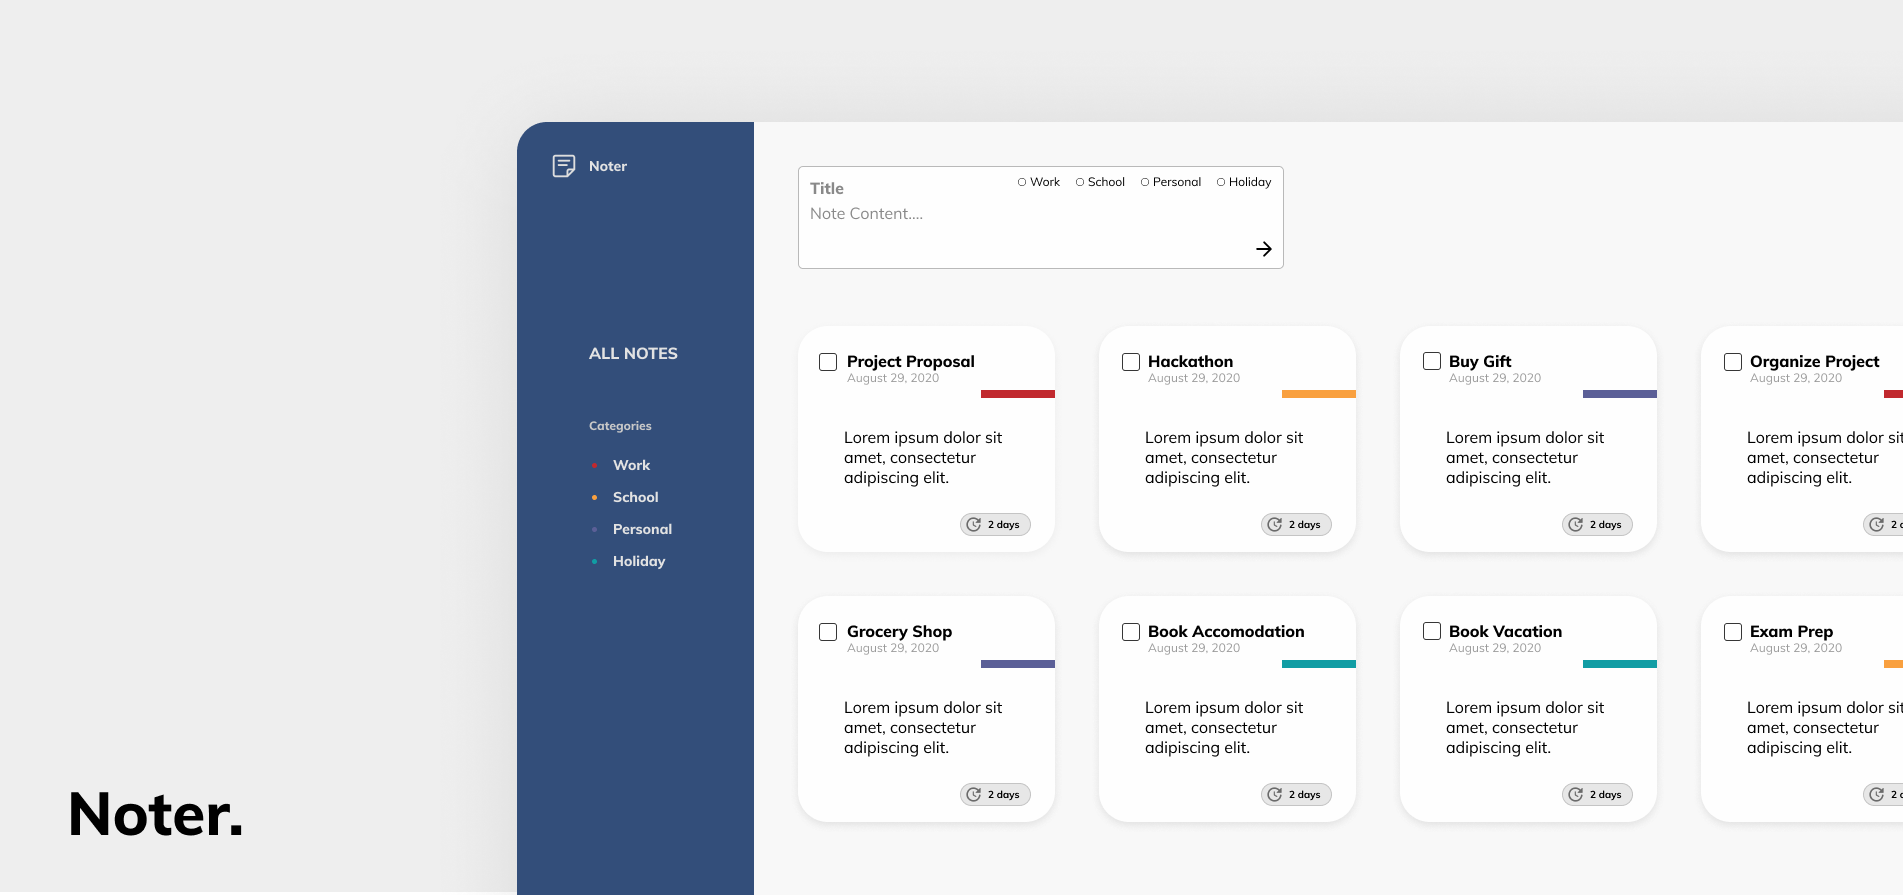 Noter
Title
Work
School
Personal
Holiday
Note Content....
ALL NOTES
Categories
Work
School
Personal
Holiday
Project Proposal
August 29, 2020
Lorem ipsum dolor sit
amet, consectetur
adipiscing elit.
2 days
Hackathon
August 29, 2020
Lorem ipsum dolor sit
amet, consectetur
adipiscing elit.
2 days
Buy Gift
August 29, 2020
Lorem ipsum dolor sit
amet, consectetur
adipiscing elit.
2 days
Organize Project
August 29, 2020
Lorem ipsum dolor sit
amet, consectetur
adipiscing elit.
2
Grocery Shop
August 29, 2020
Lorem ipsum dolor sit
amet, consectetur
adipiscing elit.
2 days
Book Accomodation
August 29, 2020
Lorem ipsum dolor sit
amet, consectetur
adipiscing elit.
2 days
Book Vacation
August 29, 2020
Lorem ipsum dolor sit
amet, consectetur
adipiscing elit.
2 days
Exam Prep
August 29, 2020
Lorem ipsum dolor sit
amet, consectetur
adipiscing elit.
2
Noter.